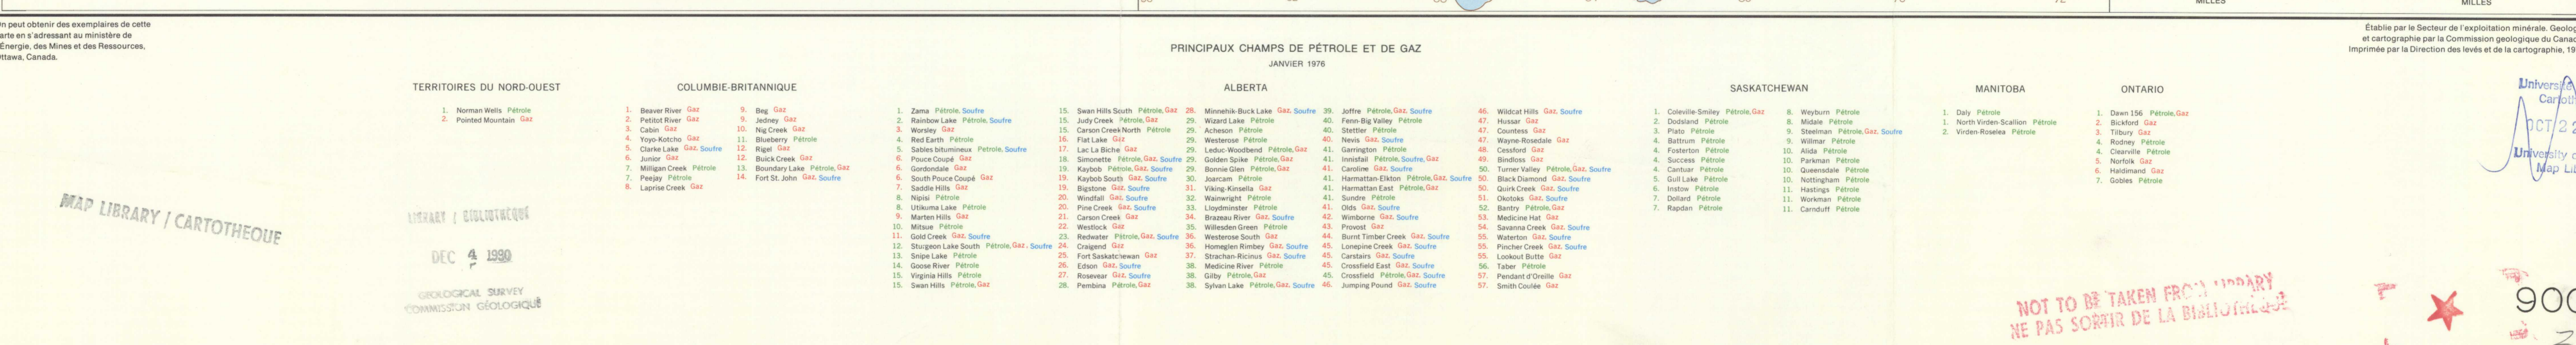 MILLES
MILLES
On peut obtenir des exemplaires de cette
carte en s'adressant au ministère de
Énergie, des Mines et des Ressources,
Ottawa, Canada.
Établie par le Secteur de l'exploitation minérale.
et cartographie par la Commission geologique du
Imprimée par la Direction des levés et de la cartographie,
PRINCIPAUX CHAMPS DE PÉTROLE ET DE GAZ
JANVIER 1976
TERRITOIRES DU NORD-OUEST
1. Norman Wells Pétrole
2. Pointed Mountain Gaz
COLUMBIE-BRITANNIQUE
1. Beaver River Gaz
2. Petitot River Gaz
3. Cabin Gaz
4. Yoyo-Kotcho Gaz
5. Clarke Lake Gaz, Soufre
6. Junior Gaz
7. Milligan Creek Pétrole
7. Peejay Pétrole
8. Laprise Creek Gaz
9. Beg Gaz
9. Jedney Gaz
10. Nig Creek Gaz
11. Blueberry Pétrole
12. Rigel Gaz
12. Buick Creek Gaz
13. Boundary Lake Pétrole, Gaz
14. Fort St. John Gaz, Soufre
ALBERTA
1. Zama Pétrole, Soufre
2. Rainbow Lake Pétrole, Soufre
3. Worsley Gaz
4. Red Earth Pétrole
5. Sables bitumineux Petrole, Soufre
6. Pouce Coupé Gaz
6. Gordondale Gaz
6. South Pouce Coupé Gaz
7. Saddle Hills Gaz
8. Nipisi Pétrole
8. Utikuma Lake Pétrole
9. Marten Hills Gaz
10. Mitsue Pétrole
11. Gold Creek Gaz, Soufre
12. Sturgeon Lake South Pétrole, Gaz, Soufre
13. Snipe Lake Pétrole
14. Goose River Pétrole
15. Virginia Hills Pétrole
15. Swan Hills Pétrole, Gaz
15. Swan Hills South Pétrole, Gaz
15. Judy Creek Pétrole, Gaz
15. Carson Creek North Pétrole
16. Flat Lake Gaz
17. Lac La Biche Gaz
18. Simonette Pétrole, Gaz, Soufre
19. Kaybob Pétrole, Gaz, Soufre
19. Kaybob South Gaz, Soufre
19. Bigstone Gaz, Soufre
20. Windfall Gaz, Soufre
20. Pine Creek Gaz, Soufre
21. Carson Creek Gaz
22. Westlock Gaz
23. Redwater Pétrole, Gaz, Soufre
24. Craigend Gaz
25. Fort Saskatchewan Gaz
26. Edson Gaz, Soufre
27. Rosevear Gaz, Soufre
28. Pembina Pétrole, Gaz
28. Minnehik-Buck Lake Gaz, Soufre
29. Wizard Lake Pétrole
29. Acheson Pétrole
29. Westerose Pétrole
29. Leduc-Woodbend Pétrole, Gaz
29. Golden Spike Pétrole, Gaz
29. Bonnie Glen Pétrole, Gaz
30. Joarcam Pétrole
31. Viking-Kinsella Gaz
32. Wainwright Pétrole
33. Lloydminster Pétrole
34. Brazeau River Gaz, Soufre
35. Willesden Green Pétrole
36. Westerose South Gaz
36. Homeglen Rimbey Gaz, Soufre
37. Strachan-Ricinus Gaz, Soufre
38. Medicine River Pétrole
38. Gilby Pétrole, Gaz
38. Sylvan Lake Pétrole, Gaz, Soufre
39. Joffre Pétrole, Gaz, Soufre
40. Fenn-Big Valley Pétrole
40. Stettler Pétrole
40. Nevis Gaz, Soufre
41. Garrington Pétrole
41. Innisfail Pétrole, Soufre, Gaz
41. Caroline Gaz, Soufre
41. Harmattan-Elkton Pétrole, Gaz, Soufre
41. Harmattan East Pétrole, Gaz
41. Sundre Pétrole
41. Olds Gaz, Soufre
42. Wimborne Gaz, Soufre
43. Provost Gaz
44. Burnt Timber Creek Gaz, Soufre
45. Lonepine Creek Gaz, Soufre
45. Carstairs Gaz, Soufre
45. Crossfield East Gaz, Soufre
45. Crossfield Pétrole, Gaz, Soufre
46. Jumping Pound Gaz, Soufre
46. Wildcat Hills Gaz, Soufre
47. Hussar Gaz
47. Countess Gaz
47. Wayne-Rosedale Gaz
48. Cessford Gaz
49. Bindloss Gaz
50. Turner Valley Pétrole, Gaz, Soufre
50. Black Diamond Gaz, Soufre
50. Quirk Creek Gaz, Soufre
51. Okotoks Gaz, Soufre
52. Bantry Pétrole, Gaz
53. Medicine Hat Gaz
54. Savanna Creek Gaz, Soufre
55. Waterton Gaz, Soufre
55. Pincher Creek Gaz, Soufre
55. Lookout Butte Gaz
56. Taber Pétrole
57. Pendant d'Oreille Gaz
57. Smith Coulée Gaz
SASKATCHEWAN
1. Coleville-Smiley Pétrole, Gaz
2. Dodsland Pétrole
3. Plato Pétrole
4. Battrum Pétrole
4. Fosterton Pétrole
4. Success Pétrole
4. Cantuar Pétrole
5. Gull Lake Pétrole
6. Instow Pétrole
7. Dollard Pétrole
7. Rapdan Pétrole
8. Weyburn Pétrole
8. Midale Pétrole
9. Steelman Pétrole, Gaz, Soufre
9. Willmar Pétrole
10. Alida Pétrole
10. Parkman Pétrole
10. Queensdale Pétrole
10. Nottingham Pétrole
11. Hastings Pétrole
11. Workman Pétrole
11. Carnduff Pétrole
MANITOBA
1. Daly Pétrole
1. North Virden-Scallion Pétrole
2. Virden-Roselea Pétrole
ONTARIO
1. Dawn 156 Pétrole, Gaz
2. Bickford Gaz
3. Tilbury Gaz
4. Rodney Pétrole
4. Clearville Pétrole
5. Norfolk Gaz
6. Haldimand Gaz
7. Gobles Pétrole
OCT 22
Map
MAP LIBRARY / CARTOTHEQUE
LIBRARY / BIBLIOTHÈQUE
DEC 4 1990
GEOLOGICAL SURVEY
COMMISSION GÉOLOGIQUE
NOT TO BE TAKEN FROM LIBRARY
NE PAS SORTIR DE LA BIBLIOTHÈQUE
900